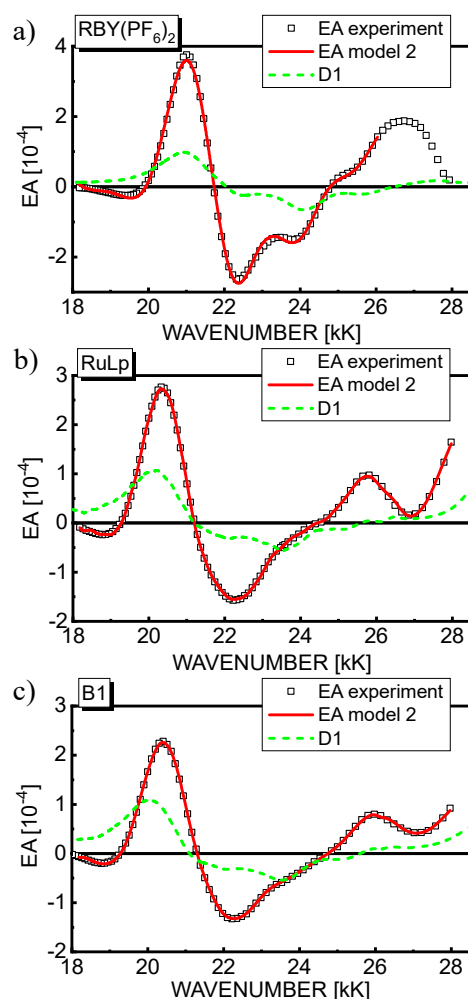 a)
RBY(PF₆)₂
EA experiment
EA model 2
D1
EA [10⁻⁴]
4
2
0
-2
18 20 22 24 26 28
WAVENUMBER [kK]
b)
RuLp
EA experiment
EA model 2
D1
EA [10⁻⁴]
3
2
1
0
-1
-2
18 20 22 24 26 28
WAVENUMBER [kK]
c)
B1
EA experiment
EA model 2
D1
EA [10⁻⁴]
3
2
1
0
-1
-2
18 20 22 24 26 28
WAVENUMBER [kK]